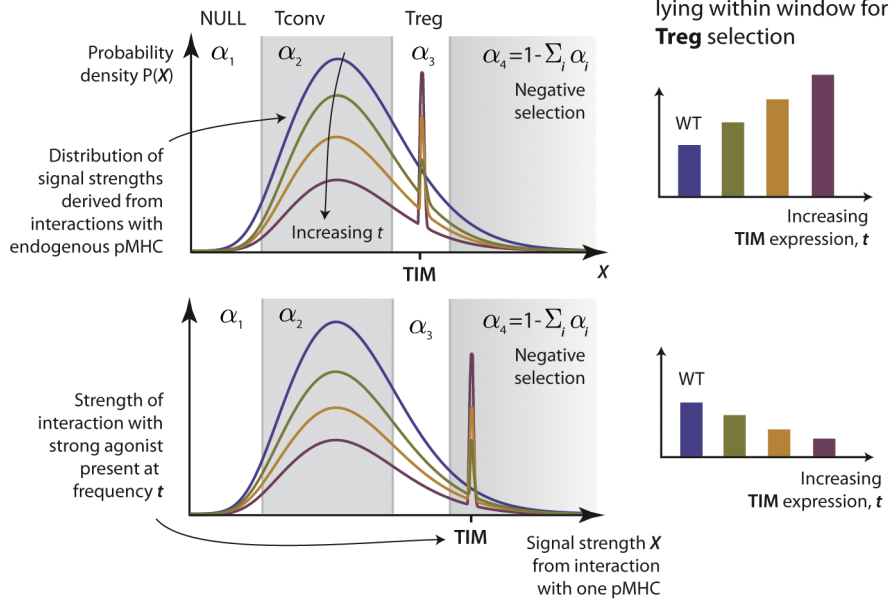 lying within window for
Treg selection
NULL Tconv Treg
Probability
density P(X)
α1 α2 α3 α4=1-Σi αi
Negative
selection
Distribution of
signal strengths
derived from
interactions with
endogenous pMHC
Increasing t
TIM
X
WT
Increasing
TIM expression, t
α1 α2 α3 α4=1-Σi αi
Negative
selection
Strength of
interaction with
strong agonist
present at
frequency t
TIM
Signal strength X
from interaction
with one pMHC
WT
Increasing
TIM expression, t